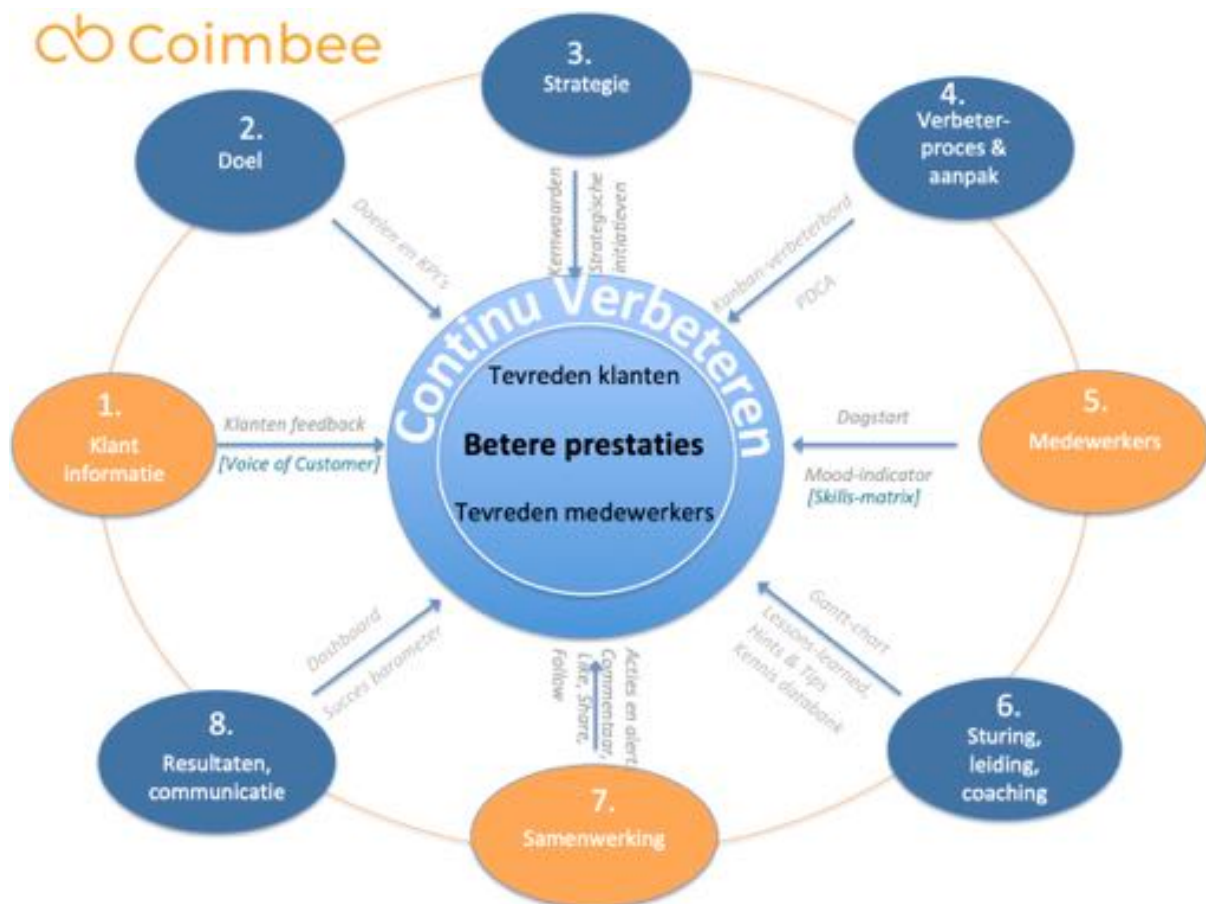 Coimbee
1.
Klant
informatie
Klanten feedback
[Voice of Customer]
2.
Doel
Doelen en KPI's
3.
Strategie
Kernwaarden
Strategische
initiatieven
4.
Verbeter-
proces &
aanpak
Kanban-verbeterbord
PDCA
5.
Medewerkers
Dagstart
Mood-indicator
[Skills-matrix]
6.
Sturing,
leiding,
coaching
Gantt-chart
Lessons-learned,
Hints & Tips
Kennis databank
7.
Samenwerking
Acties en alert
Commentaar,
Like, Share,
Follow
8.
Resultaten,
communicatie
Dashboard
Succes barometer
Continu Verbeteren
Tevreden klanten
Betere prestaties
Tevreden medewerkers